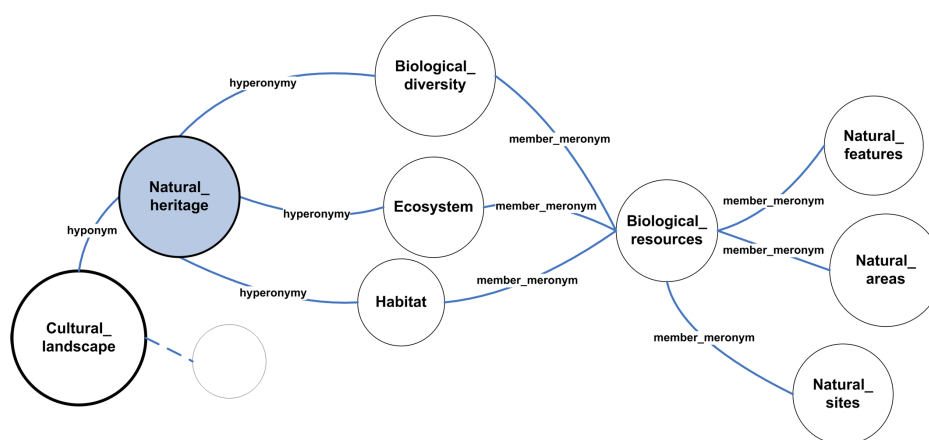 Biological_
diversity
hyperonymy
member_meronym
Natural_
features
Natural_
heritage
Ecosystem
hyperonymy
member_meronym
Biological_
resources
member_meronym
hyponym
member_meronym
Natural_
areas
hyperonymy
Habitat
member_meronym
Cultural_
landscape
member_meronym
Natural_
sites